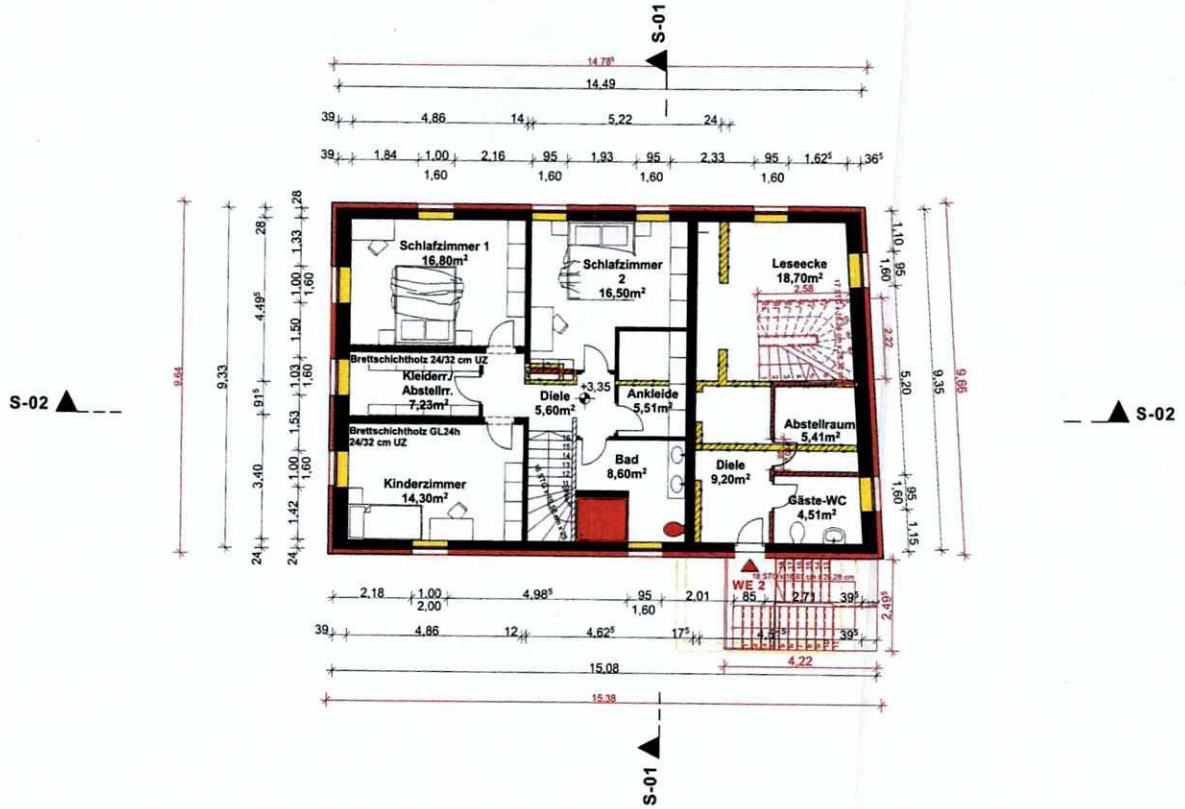 S-01
14.78⁵
14.49
39 4,86 14 5,22 24
39 1,84 1,00 2,16 95 1,93 95 2,33 95 1,62⁵ 36⁵
1,60 1,60 1,60 1,60
9.64
9,33
28 4,49⁵ 91⁵ 3,40 24
28 1,33 1,00 1,50 1,03 1,53 1,00 1,42 24
1,60 1,60 1,60
Schlafzimmer 1
16,80m²
Schlafzimmer
2
16,50m²
Leseecke
18,70m²
2,58
2,22
Brettschichtholz 24/32 cm UZ
Kleiderr./
Abstellrr.
7,23m²
+3,35
Diele
5,60m²
Ankleide
5,51m²
Abstellraum
5,41m²
Brettschichtholz GL24h
24/32 cm UZ
Kinderzimmer
14,30m²
Bad
8,60m²
Diele
9,20m²
Gäste-WC
4,51m²
1,10 95 5,20 95 1,15
1,60 1,60
9,35
9,66
S-02
S-02
WE 2
2,49⁵
2,18 1,00 4,98⁵ 95 2,01 85 2,71 39⁵
2,00 1,60
39 4,86 12 4,62⁵ 17⁵ 39⁵
4,22
15,08
15.38
S-01